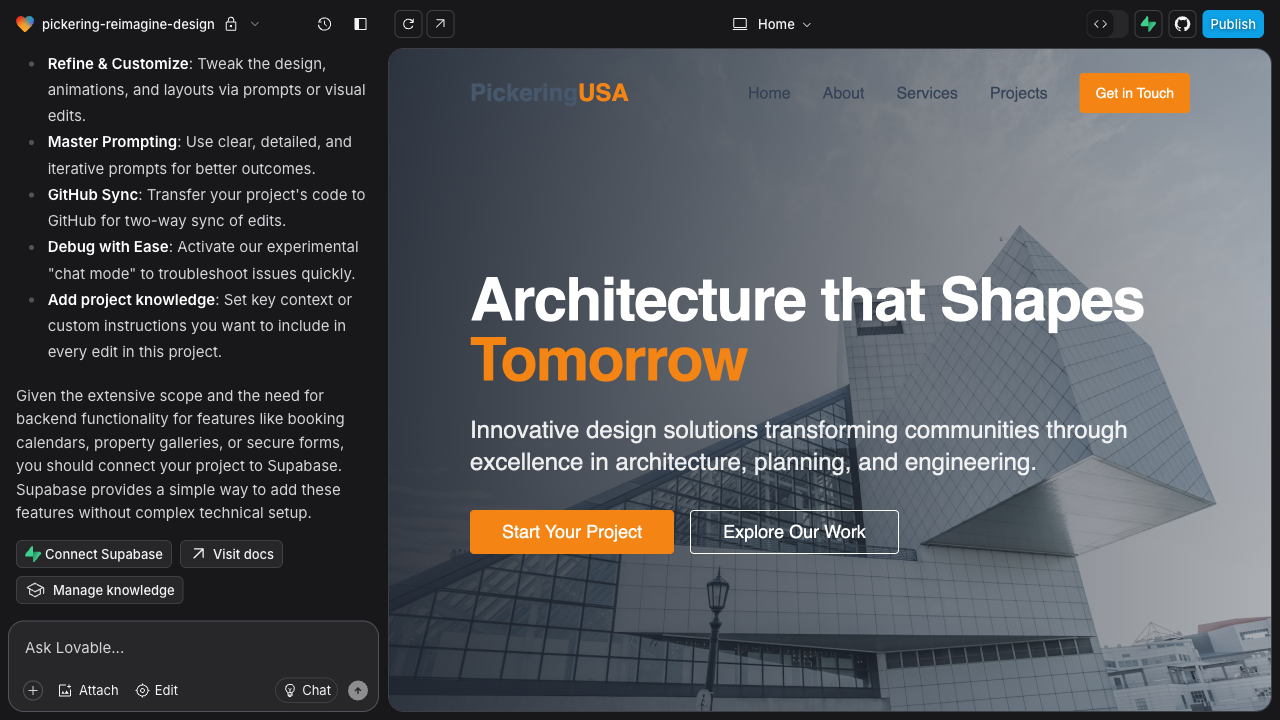 pickering-reimagine-design
Home
Publish
Refine & Customize: Tweak the design,
animations, and layouts via prompts or visual
edits.
Master Prompting: Use clear, detailed, and
iterative prompts for better outcomes.
GitHub Sync: Transfer your project's code to
GitHub for two-way sync of edits.
Debug with Ease: Activate our experimental
"chat mode" to troubleshoot issues quickly.
Add project knowledge: Set key context or
custom instructions you want to include in
every edit in this project.
Given the extensive scope and the need for
backend functionality for features like booking
calendars, property galleries, or secure forms,
you should connect your project to Supabase.
Supabase provides a simple way to add these
features without complex technical setup.
Connect Supabase
Visit docs
Manage knowledge
Ask Lovable...
Attach
Edit
Chat
PickeringUSA
Home
About
Services
Projects
Get in Touch
Architecture that Shapes
Tomorrow
Innovative design solutions transforming communities through
excellence in architecture, planning, and engineering.
Start Your Project
Explore Our Work